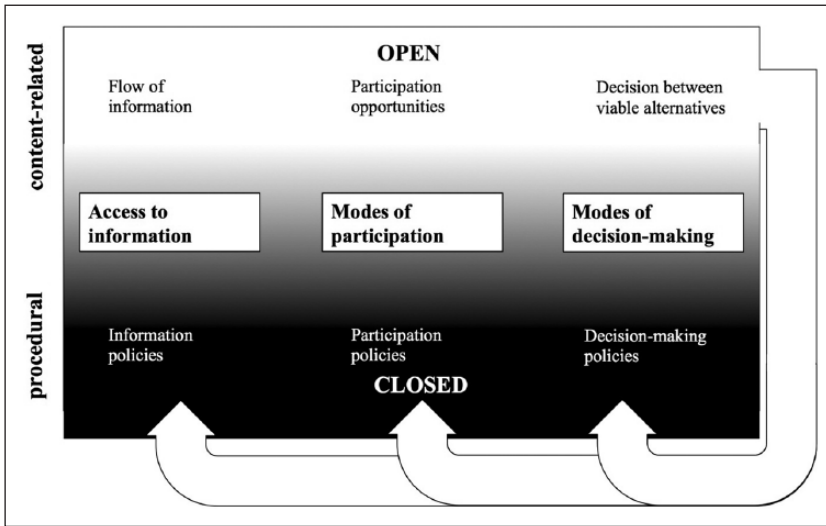 content-related
OPEN
Flow of
information
Participation
opportunities
Decision between
viable alternatives
Access to
information
Modes of
participation
Modes of
decision-making
procedural
Information
policies
Participation
policies
Decision-making
policies
CLOSED